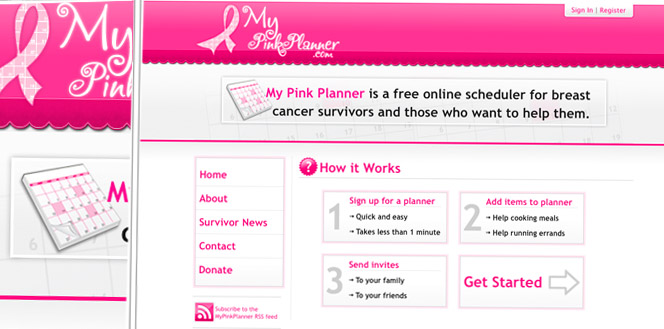 My
Pink
My
PinkPlanner
.com
Sign In | Register
M
My Pink Planner is a free online scheduler for breast
cancer survivors and those who want to help them.
Home
About
Survivor News
Contact
Donate
Subscribe to the
MyPinkPlanner RSS feed
? How it Works
1
Sign up for a planner
→ Quick and easy
→ Takes less than 1 minute
2
Add items to planner
→ Help cooking meals
→ Help running errands
3
Send invites
→ To your family
→ To your friends
Get Started